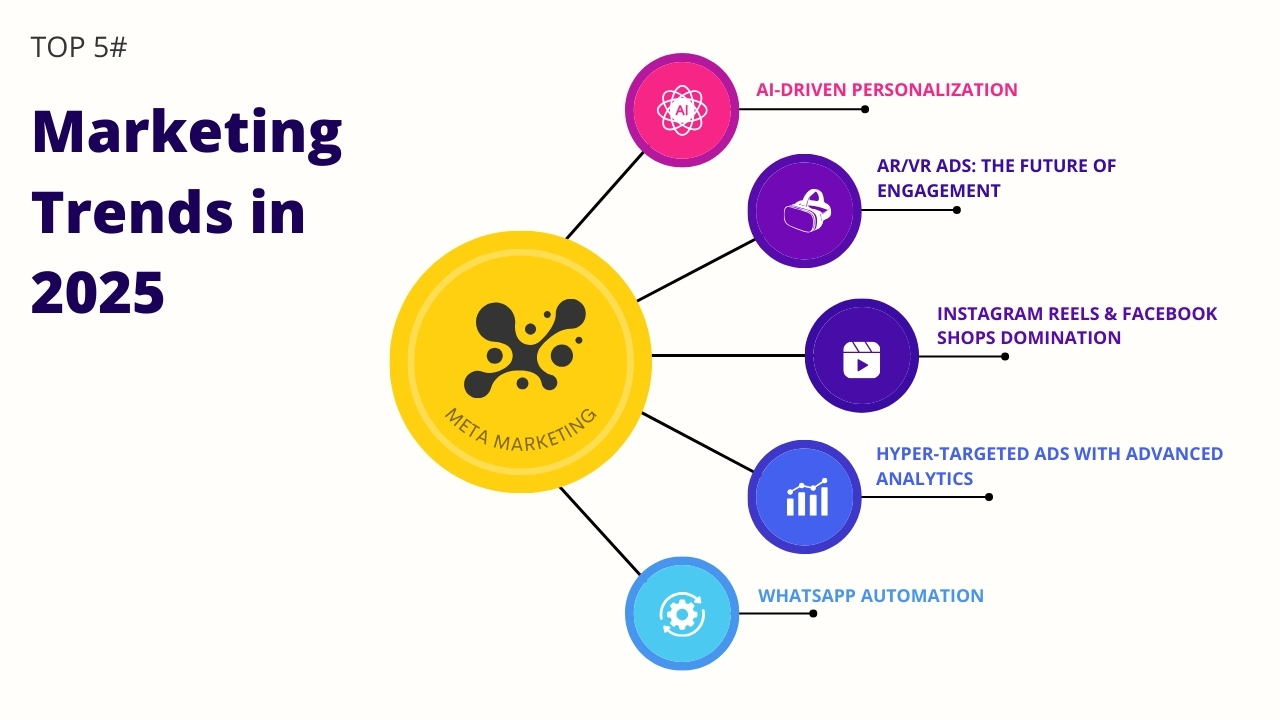 TOP 5#
Marketing
Trends in
2025
AI-DRIVEN PERSONALIZATION
AI
AR/VR ADS: THE FUTURE OF
ENGAGEMENT
INSTAGRAM REELS & FACEBOOK
SHOPS DOMINATION
META MARKETING
HYPER-TARGETED ADS WITH ADVANCED
ANALYTICS
WHATSAPP AUTOMATION